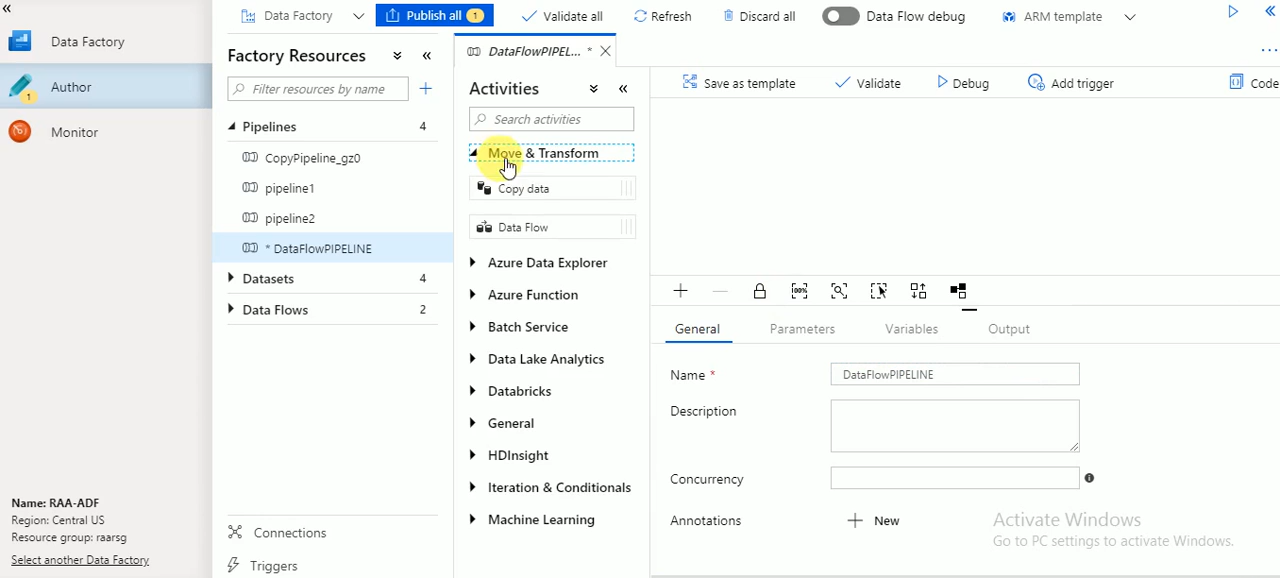 «
Data Factory
Publish all 1
Validate all
Refresh
Discard all
Data Flow debug
ARM template
«
Data Factory
Author
1
Monitor
Factory Resources
«
Filter resources by name
Pipelines 4
CopyPipeline_gz0
pipeline1
pipeline2
* DataFlowPIPELINE
Datasets 4
Data Flows 2
Connections
Triggers
Name: RAA-ADF
Region: Central US
Resource group: raarsg
Select another Data Factory
DataFlowPIPEL... *
Activities
«
Search activities
Move & Transform
Copy data
Data Flow
Azure Data Explorer
Azure Function
Batch Service
Data Lake Analytics
Databricks
General
HDInsight
Iteration & Conditionals
Machine Learning
...
Save as template
Validate
Debug
Add trigger
Code
100%
General
Parameters
Variables
Output
Name *
DataFlowPIPELINE
Description
Concurrency
Annotations
New
Activate Windows
Go to PC settings to activate Windows.